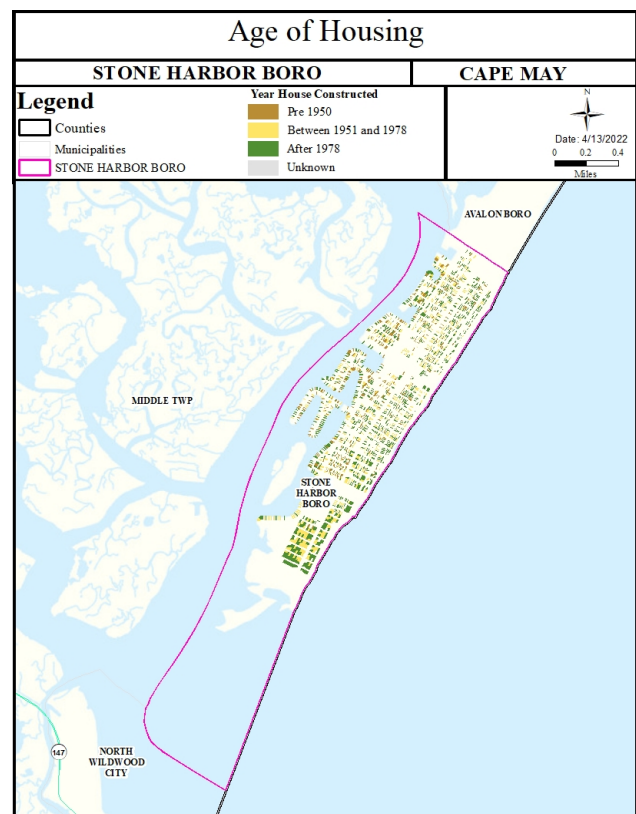 Age of Housing
STONE HARBOR BORO
CAPE MAY
Legend
Counties
Municipalities
STONE HARBOR BORO
Year House Constructed
Pre 1950
Between 1951 and 1978
After 1978
Unknown
N
Date: 4/13/2022
0 0.2 0.4
Miles
AVALON BORO
MIDDLE TWP
STONE
HARBOR
BORO
147
NORTH
WILDWOOD
CITY